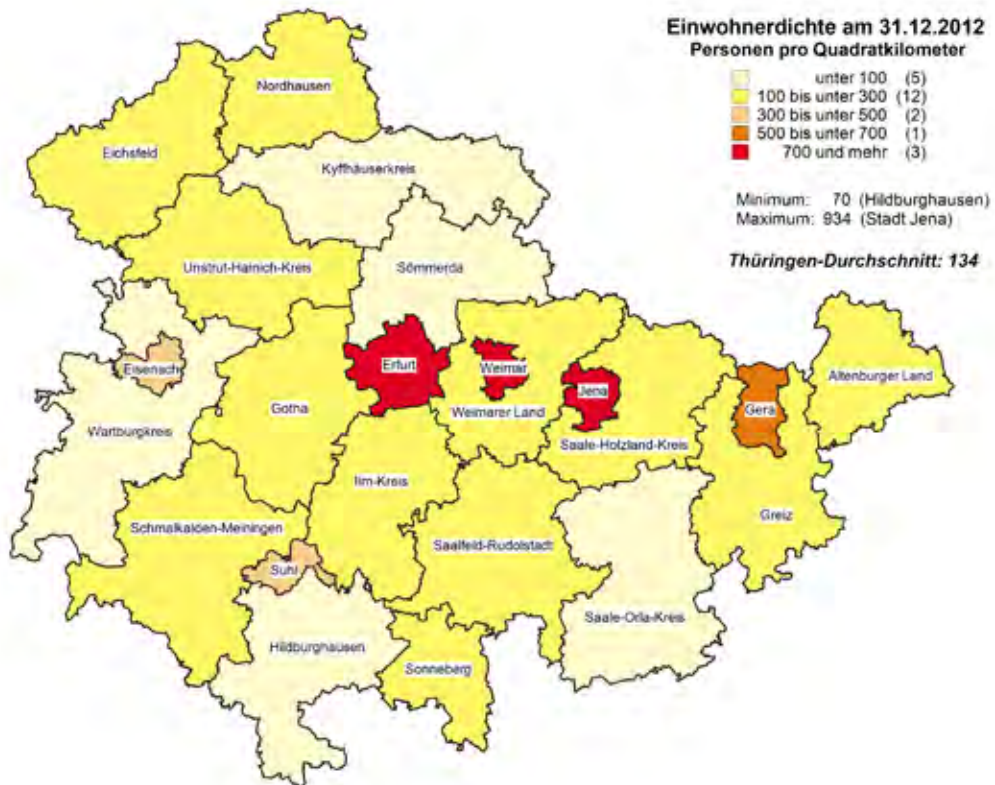 Einwohnerdichte am 31.12.2012
Personen pro Quadratkilometer
unter 100 (5)
100 bis unter 300 (12)
300 bis unter 500 (2)
500 bis unter 700 (1)
700 und mehr (3)
Minimum: 70 (Hildburghausen)
Maximum: 934 (Stadt Jena)
Thüringen-Durchschnitt: 134
Nordhausen
Eichsfeld
Kyffhäuserkreis
Unstrut-Hainich-Kreis
Sömmerda
Eisenach
Erfurt
Weimar
Jena
Altenburger Land
Gotha
Weimarer Land
Gera
Wartburgkreis
Saale-Holzland-Kreis
Ilm-Kreis
Greiz
Schmalkalden-Meiningen
Saalfeld-Rudolstadt
Suhl
Saale-Orla-Kreis
Hildburghausen
Sonneberg